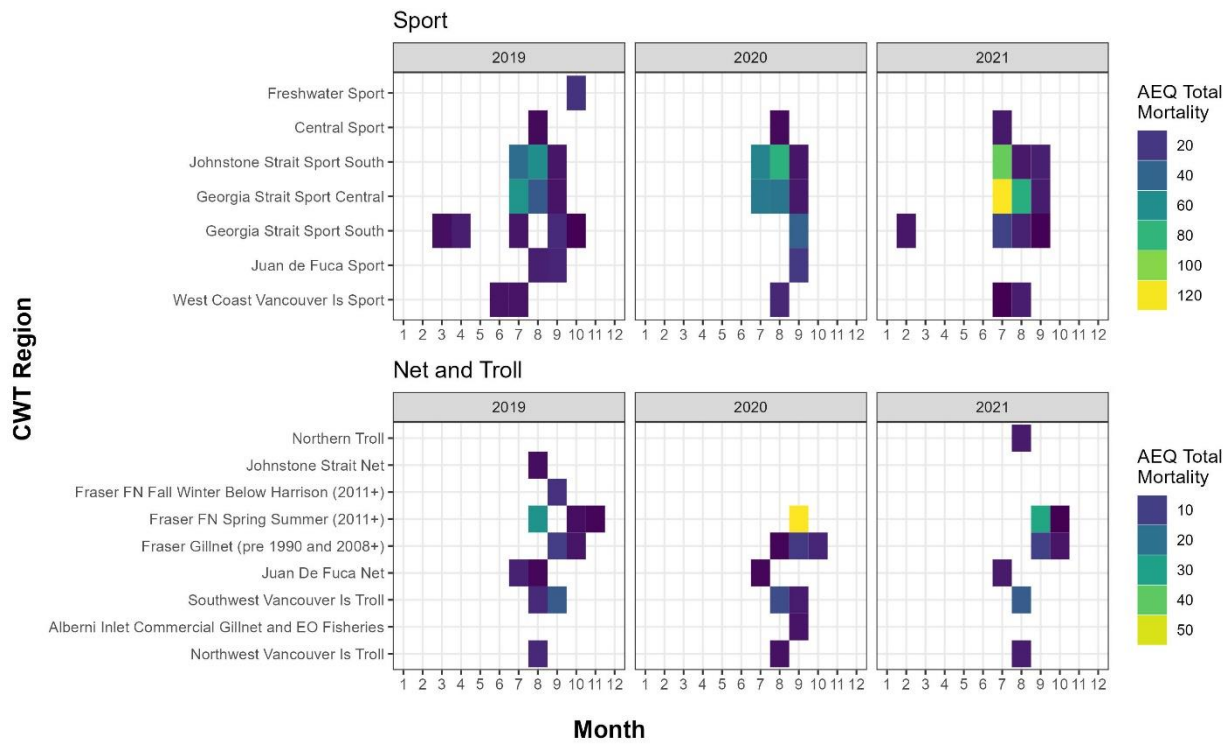 Sport
2019 2020 2021
Freshwater Sport
Central Sport
Johnstone Strait Sport South
Georgia Strait Sport Central
Georgia Strait Sport South
Juan de Fuca Sport
West Coast Vancouver Is Sport
1 2 3 4 5 6 7 8 9 10 11 12 1 2 3 4 5 6 7 8 9 10 11 12 1 2 3 4 5 6 7 8 9 10 11 12
AEQ Total
Mortality
20
40
60
80
100
120
CWT Region
Net and Troll
2019 2020 2021
Northern Troll
Johnstone Strait Net
Fraser FN Fall Winter Below Harrison (2011+)
Fraser FN Spring Summer (2011+)
Fraser Gillnet (pre 1990 and 2008+)
Juan De Fuca Net
Southwest Vancouver Is Troll
Alberni Inlet Commercial Gillnet and EO Fisheries
Northwest Vancouver Is Troll
1 2 3 4 5 6 7 8 9 10 11 12 1 2 3 4 5 6 7 8 9 10 11 12 1 2 3 4 5 6 7 8 9 10 11 12
AEQ Total
Mortality
10
20
30
40
50
Month